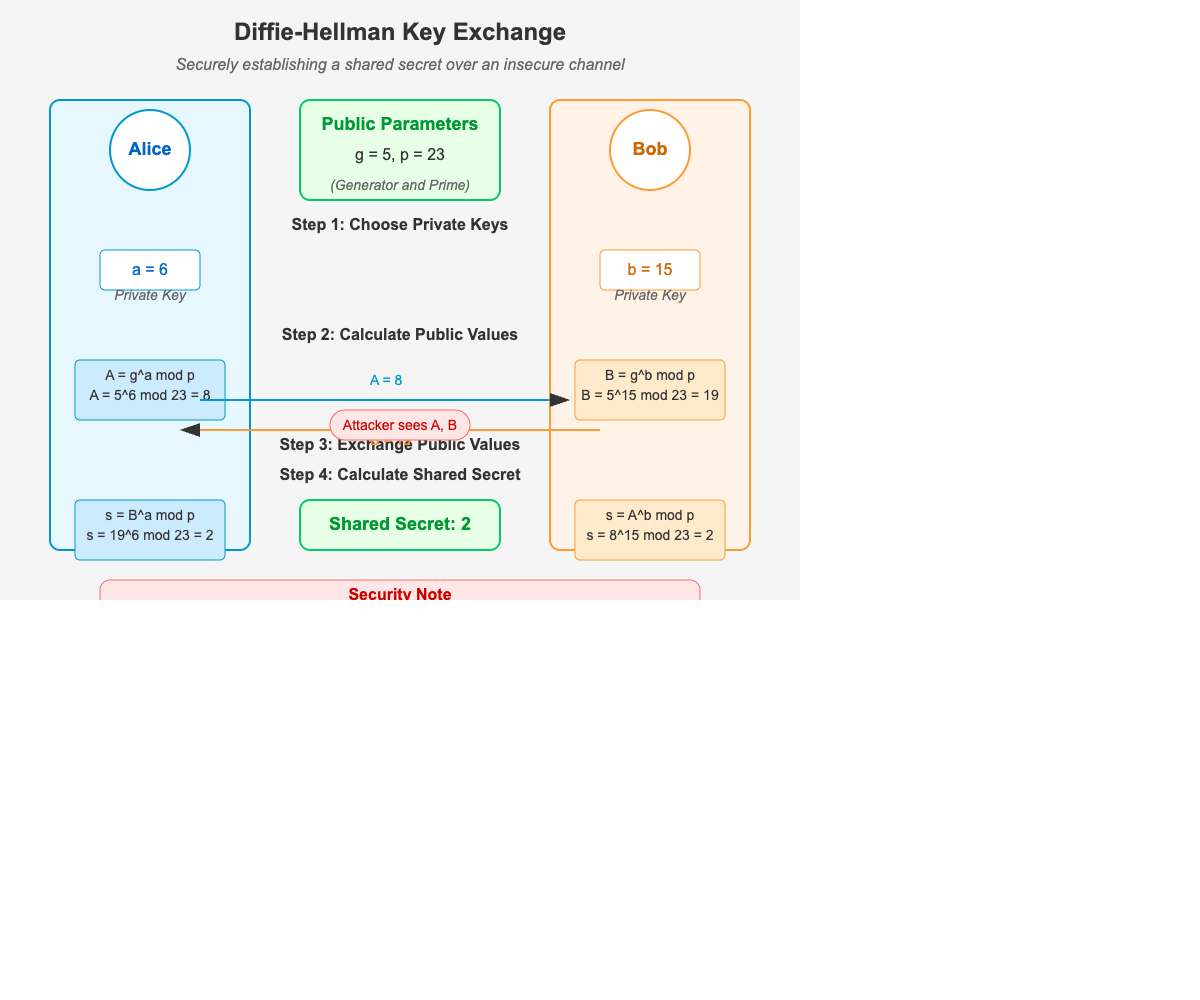 Diffie-Hellman Key Exchange
Securely establishing a shared secret over an insecure channel
Alice
Public Parameters
g = 5, p = 23
(Generator and Prime)
Bob
Step 1: Choose Private Keys
a = 6
Private Key
b = 15
Private Key
Step 2: Calculate Public Values
A = g^a mod p
A = 5^6 mod 23 = 8
B = g^b mod p
B = 5^15 mod 23 = 19
A = 8
Attacker sees A, B
Step 3: Exchange Public Values
Step 4: Calculate Shared Secret
s = B^a mod p
s = 19^6 mod 23 = 2
Shared Secret: 2
s = A^b mod p
s = 8^15 mod 23 = 2
Security Note